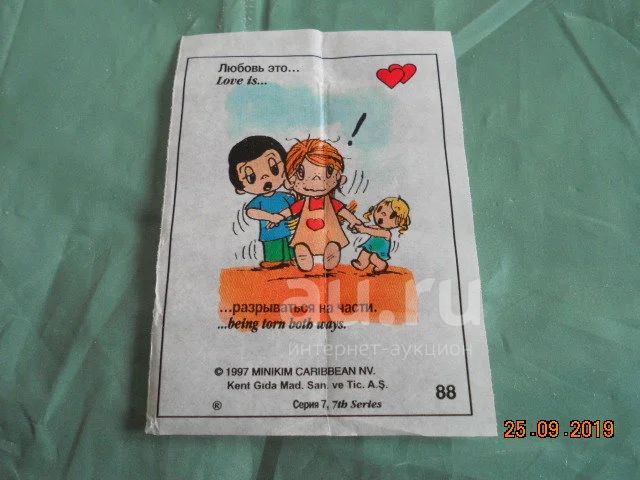 Любовь это...
Love is...
!
...разрываться на части.
...being torn both ways.
au.ru
интернет-аукцион
© 1997 MINIKIM CARIBBEAN NV.
Kent Gıda Mad. San. ve Tic. A.Ş.
88
® Серия 7, 7th Series
25.09.2019